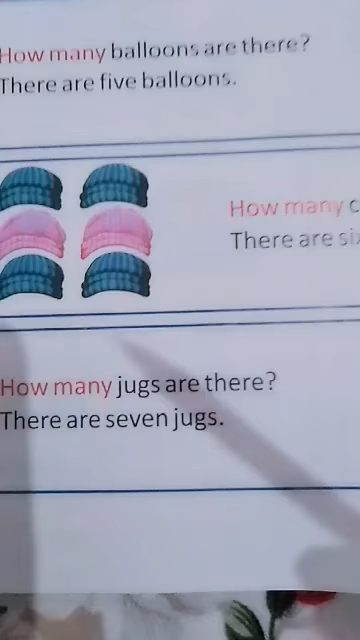 How many balloons are there?
There are five balloons.
How many
There are
How many jugs are there?
There are seven jugs.